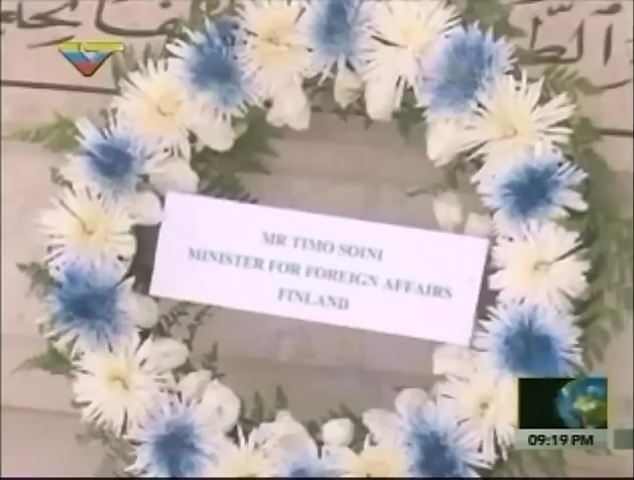 MR TIMO SOINI
MINISTER FOR FOREIGN AFFAIRS
FINLAND
09:19 PM